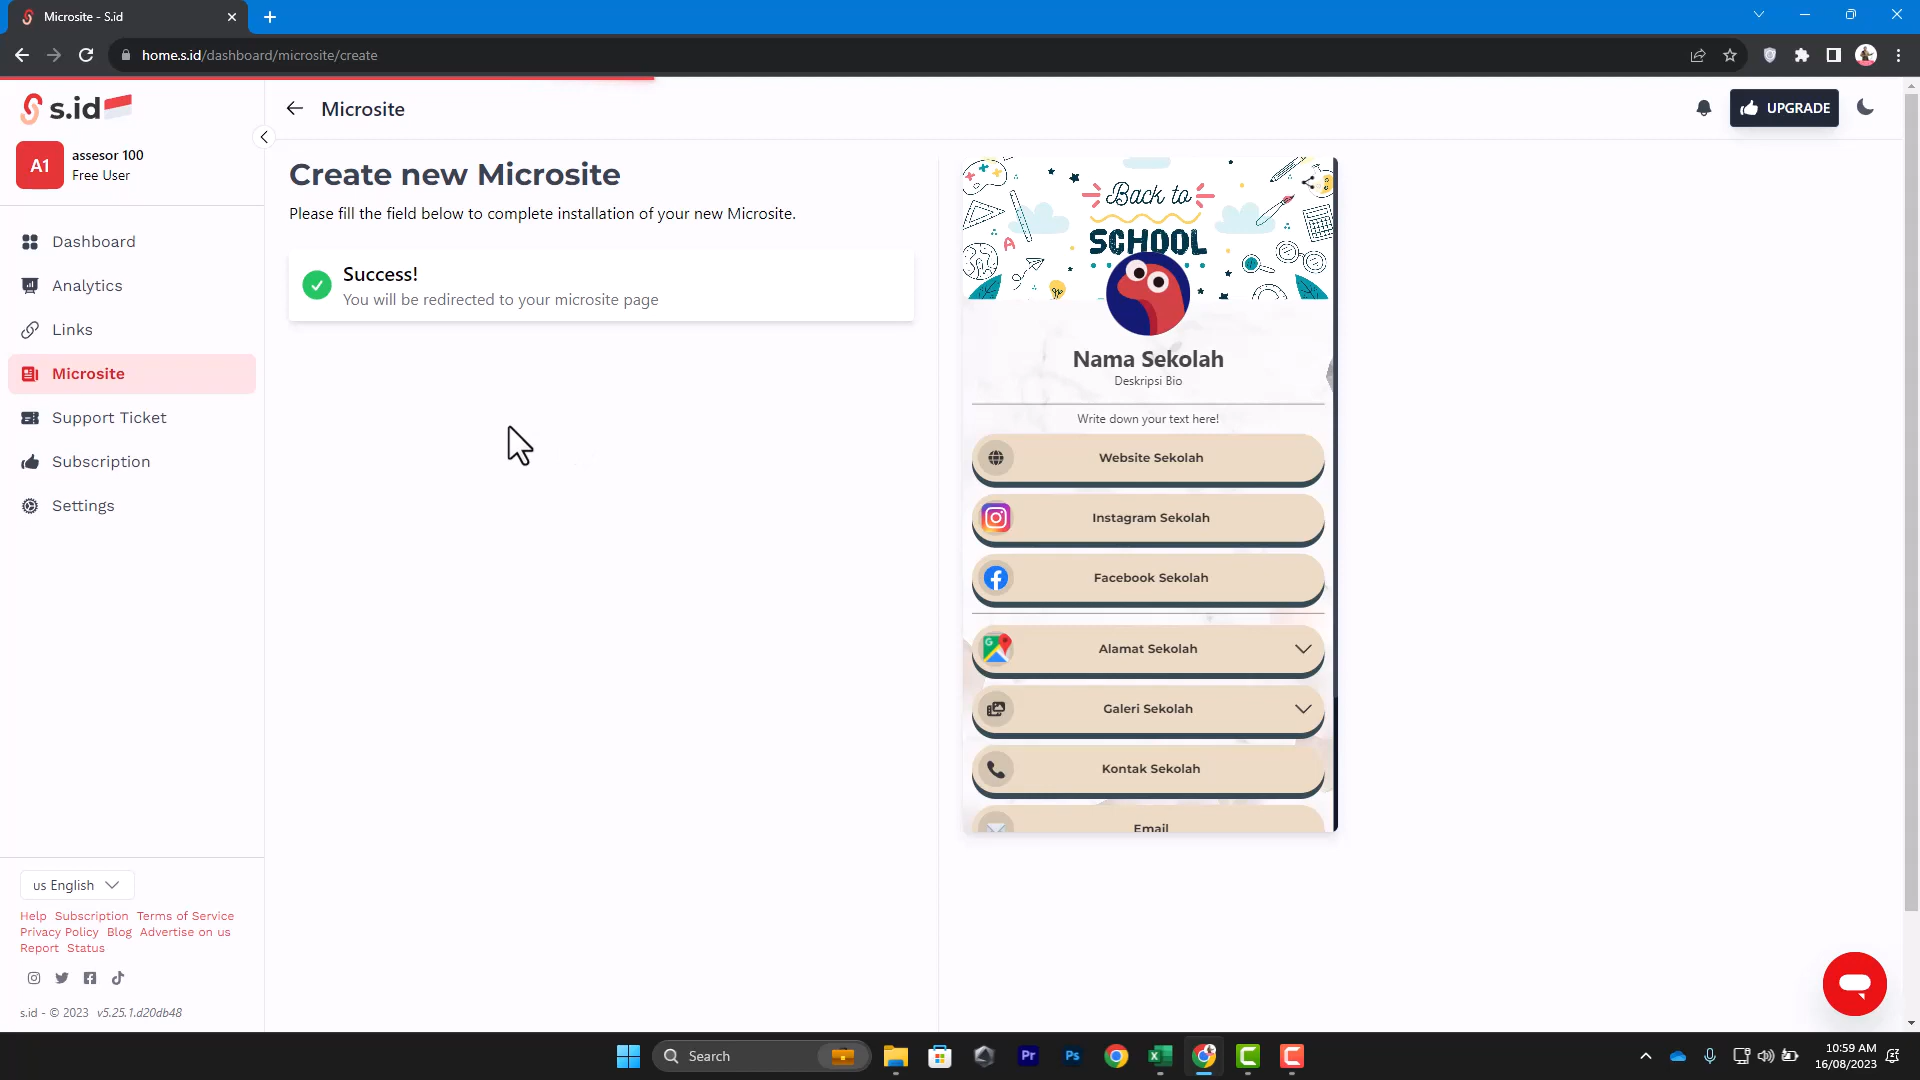 Microsite - S.id
home.s.id/dashboard/microsite/create
s.id
Microsite
UPGRADE
A1
assesor 100
Free User
Dashboard
Analytics
Links
Microsite
Support Ticket
Subscription
Settings
us English
Help Subscription Terms of Service
Privacy Policy Blog Advertise on us
Report Status
s.id - © 2023 v5.25.1.d20db48
Create new Microsite
Please fill the field below to complete installation of your new Microsite.
Success!
You will be redirected to your microsite page
Back to
SCHOOL
A
Nama Sekolah
Deskripsi Bio
Write down your text here!
Website Sekolah
Instagram Sekolah
Facebook Sekolah
G
Alamat Sekolah
Galeri Sekolah
Kontak Sekolah
Email
Search
Pr
Ps
10:59 AM
16/08/2023